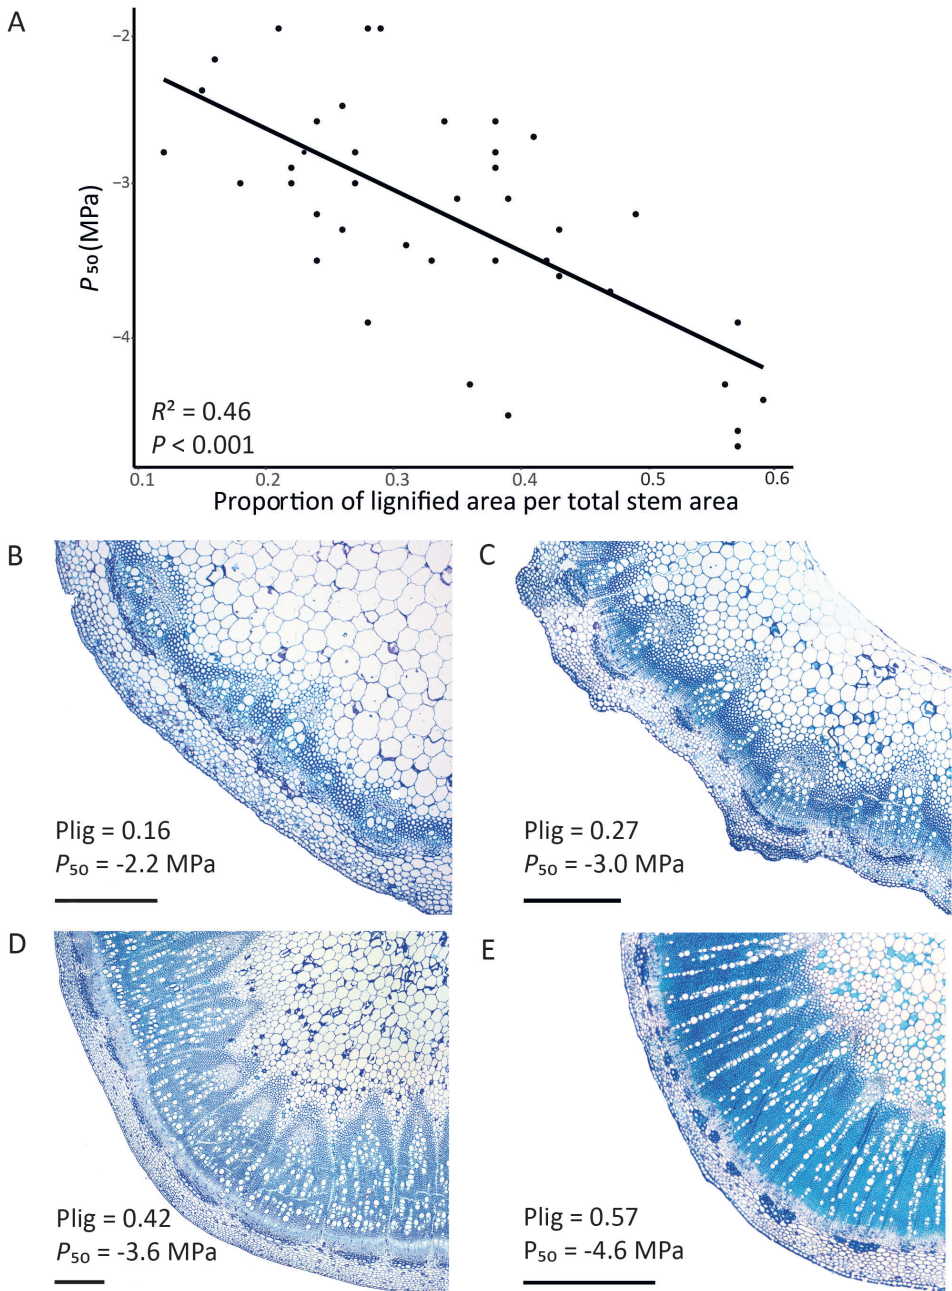 A
−2
−3
−4
P₅₀(MPa)
R² = 0.46
P < 0.001
0.1 0.2 0.3 0.4 0.5 0.6
Proportion of lignified area per total stem area
B
Plig = 0.16
P₅₀ = -2.2 MPa
C
Plig = 0.27
P₅₀ = -3.0 MPa
D
Plig = 0.42
P₅₀ = -3.6 MPa
E
Plig = 0.57
P₅₀ = -4.6 MPa